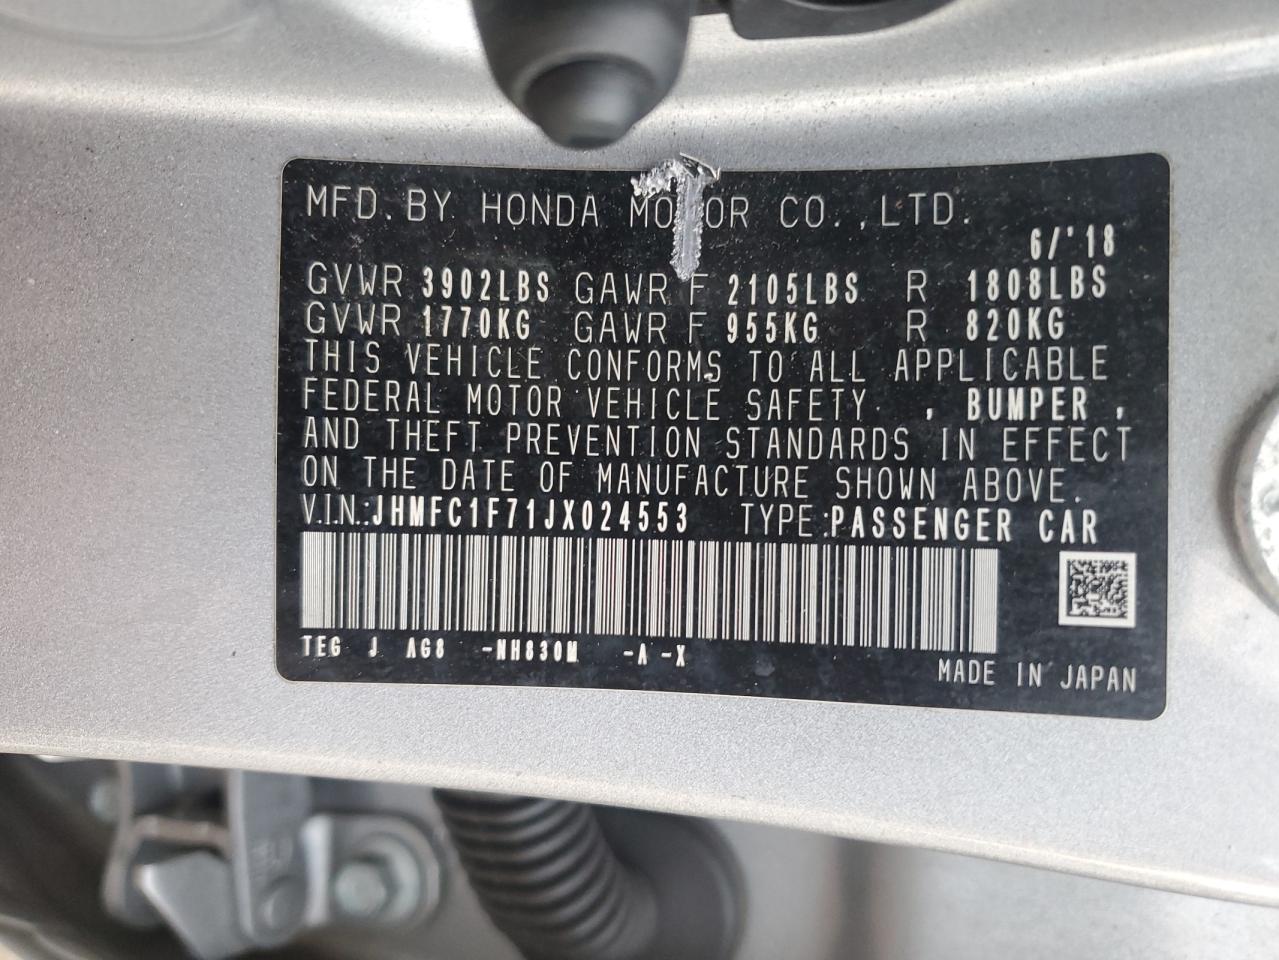 MFD. BY HONDA MOTOR CO., LTD.
6/'18
GVWR 3902LBS GAWR F 2105LBS R 1808LBS
GVWR 1770KG GAWR F 955KG R 820KG
THIS VEHICLE CONFORMS TO ALL APPLICABLE
FEDERAL MOTOR VEHICLE SAFETY , BUMPER ,
AND THEFT PREVENTION STANDARDS IN EFFECT
ON THE DATE OF MANUFACTURE SHOWN ABOVE.
V.I.N.:JHMFC1F71JX024553 TYPE:PASSENGER CAR
TEG J AG8 -NH830M -A -X
MADE IN JAPAN